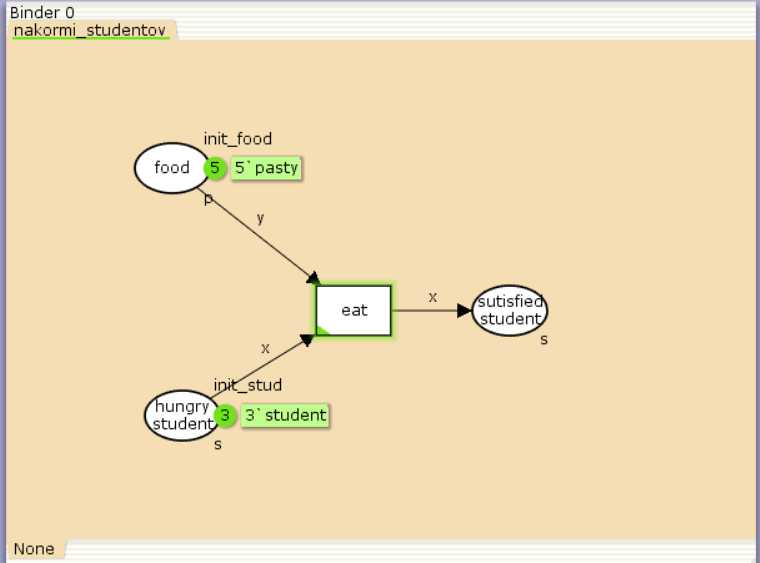 Binder 0
nakormi_studentov
init_food
food
5
5`pasty
p
y
eat
x
sutisfied
student
s
x
init_stud
hungry
student
3
3`student
s
None